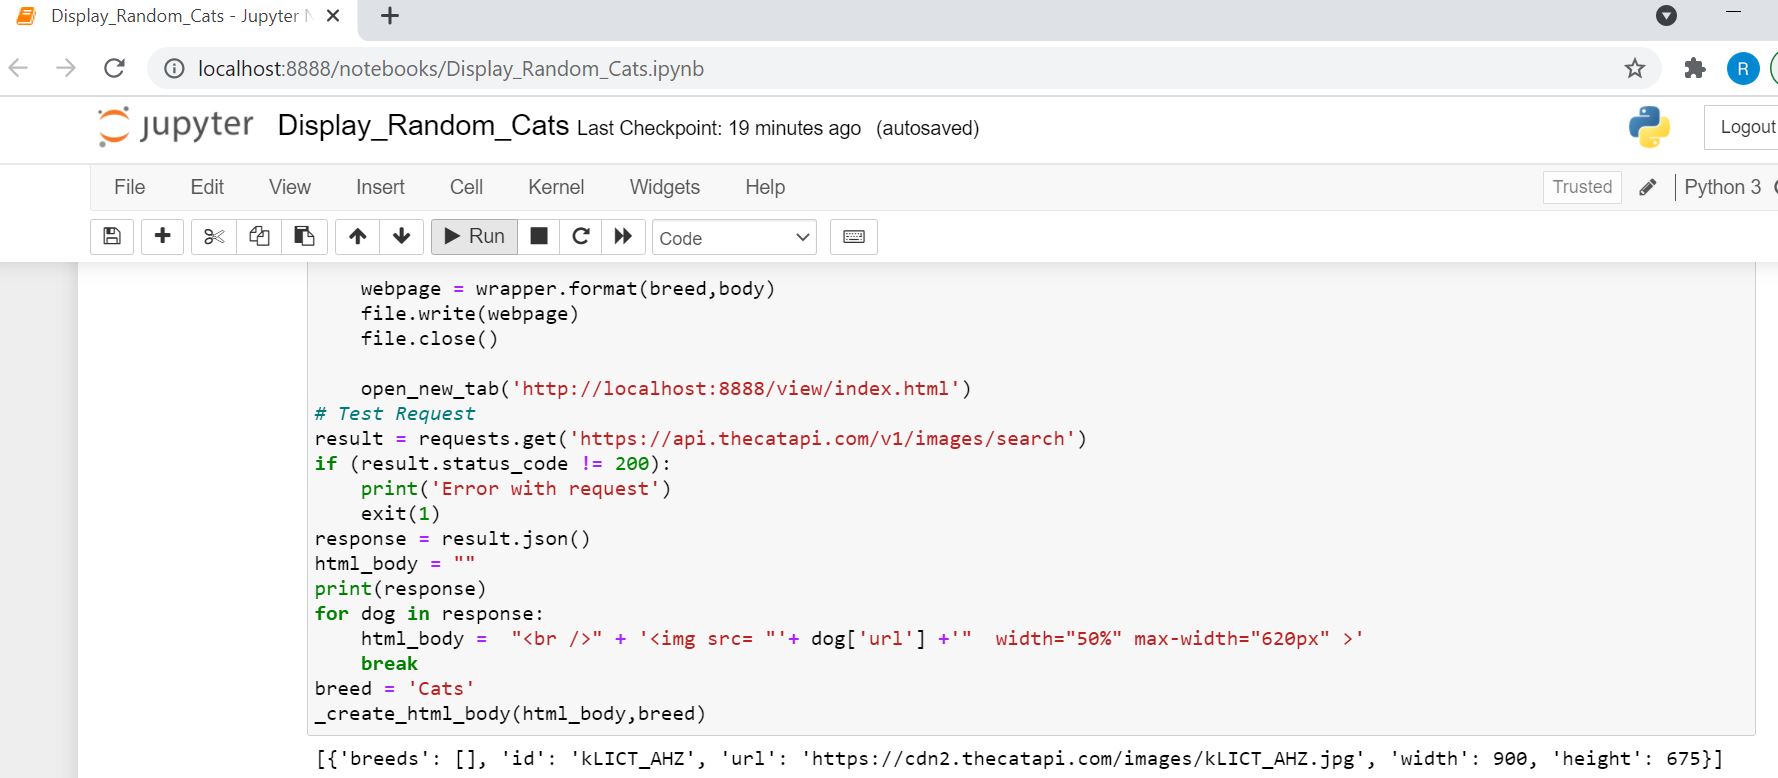 Display_Random_Cats - Jupyter N
localhost:8888/notebooks/Display_Random_Cats.ipynb
R
jupyter Display_Random_Cats Last Checkpoint: 19 minutes ago (autosaved)
Logout
File Edit View Insert Cell Kernel Widgets Help
Trusted
Python 3
Run
Code
    webpage = wrapper.format(breed,body)
    file.write(webpage)
    file.close()
    open_new_tab('http://localhost:8888/view/index.html')
# Test Request
result = requests.get('https://api.thecatapi.com/v1/images/search')
if (result.status_code != 200):
    print('Error with request')
    exit(1)
response = result.json()
html_body = ""
print(response)
for dog in response:
    html_body =  "<br />" + '<img src= "'+ dog['url'] +'"  width="50%" max-width="620px" >'
    break
breed = 'Cats'
_create_html_body(html_body,breed)
[{'breeds': [], 'id': 'kLICT_AHZ', 'url': 'https://cdn2.thecatapi.com/images/kLICT_AHZ.jpg', 'width': 900, 'height': 675}]